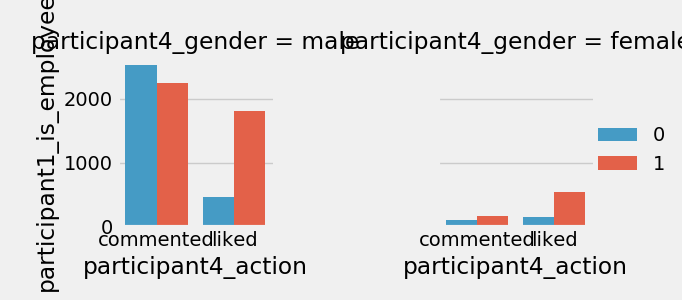 participant4_gender = male
participant4_gender = female
participant1_is_employee
2000
1000
0
commented
liked
commented
liked
participant4_action
participant4_action
0
1